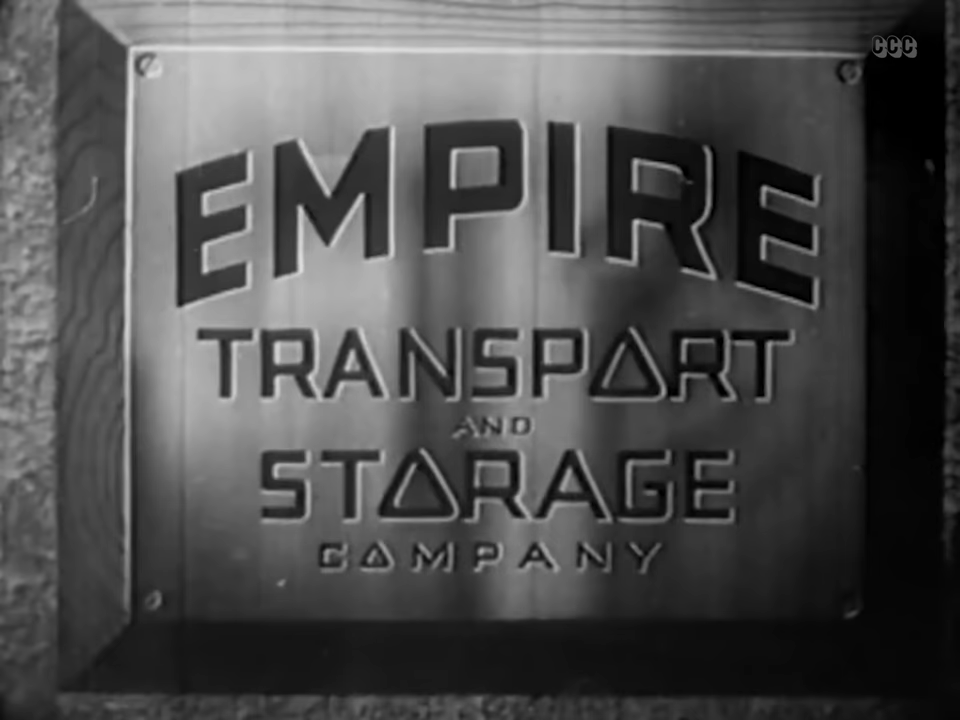 CCC
EMPIRE
TRANSPORT
AND
STORAGE
COMPANY